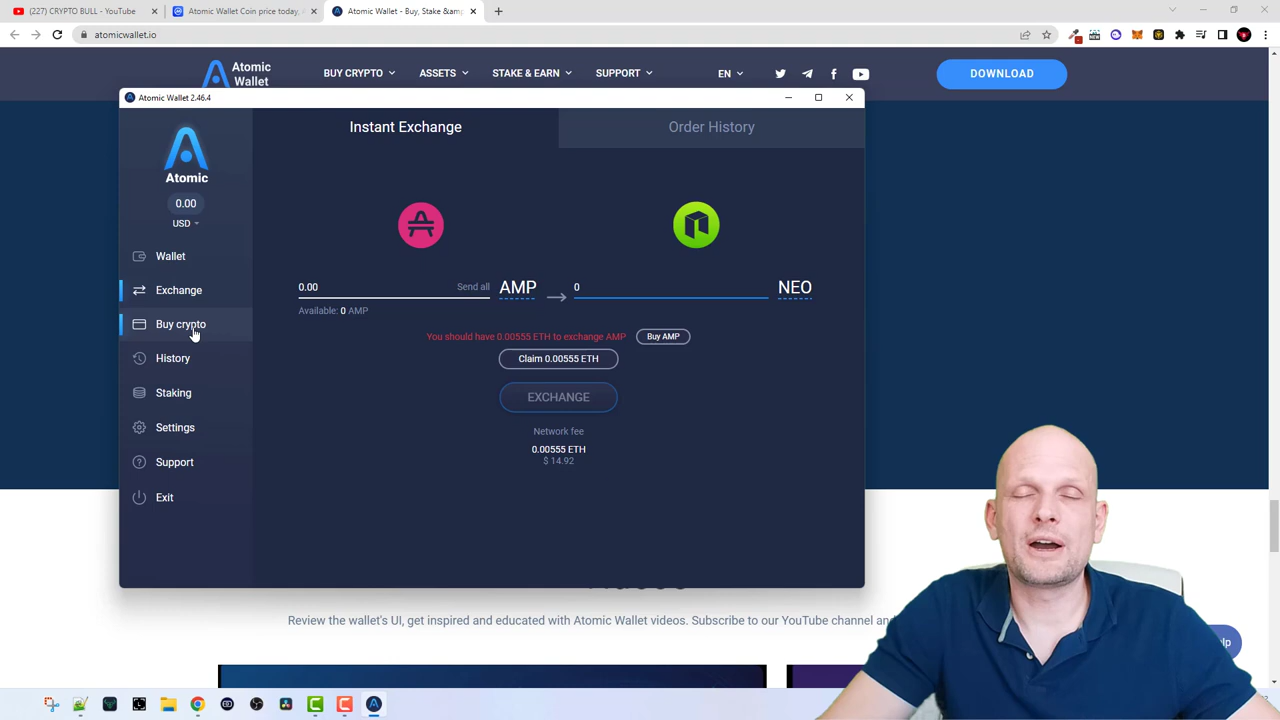 (227) CRYPTO BULL - YouTube
Atomic Wallet Coin price today, A
Atomic Wallet - Buy, Stake &amp;
atomicwallet.io
Atomic
Wallet
BUY CRYPTO
ASSETS
STAKE & EARN
SUPPORT
EN
DOWNLOAD
Atomic Wallet 2.46.4
Atomic
0.00
USD
Wallet
Exchange
Buy crypto
History
Staking
Settings
Support
Exit
Instant Exchange
Order History
0.00
Send all
AMP
0
NEO
Available: 0 AMP
You should have 0.00555 ETH to exchange AMP
Buy AMP
Claim 0.00555 ETH
EXCHANGE
Network fee
0.00555 ETH
$ 14.92
Review the wallet's UI, get inspired and educated with Atomic Wallet videos. Subscribe to our YouTube channel and